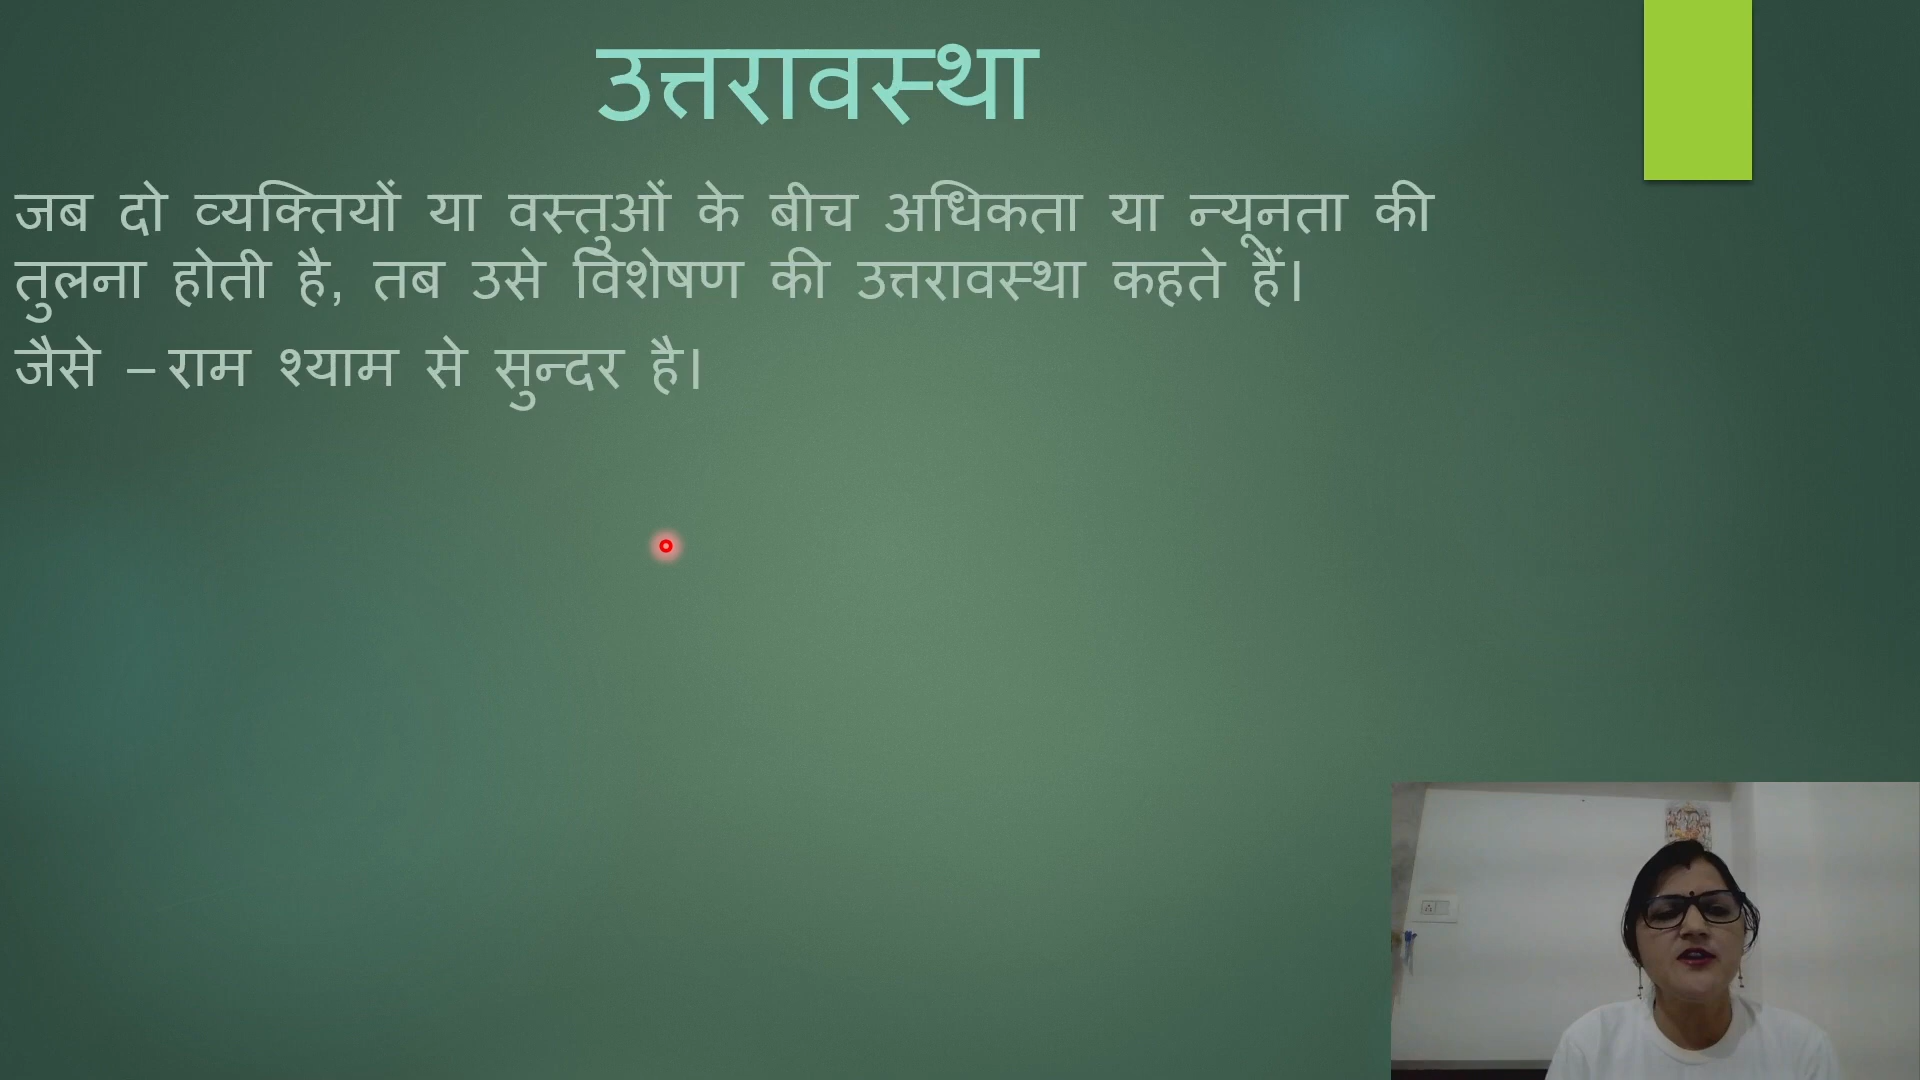 उत्तरावस्था
जब दो व्यक्तियों या वस्तुओं के बीच अधिकता या न्यूनता की
तुलना होती है, तब उसे विशेषण की उत्तरावस्था कहते हैं।
जैसे – राम श्याम से सुन्दर है।